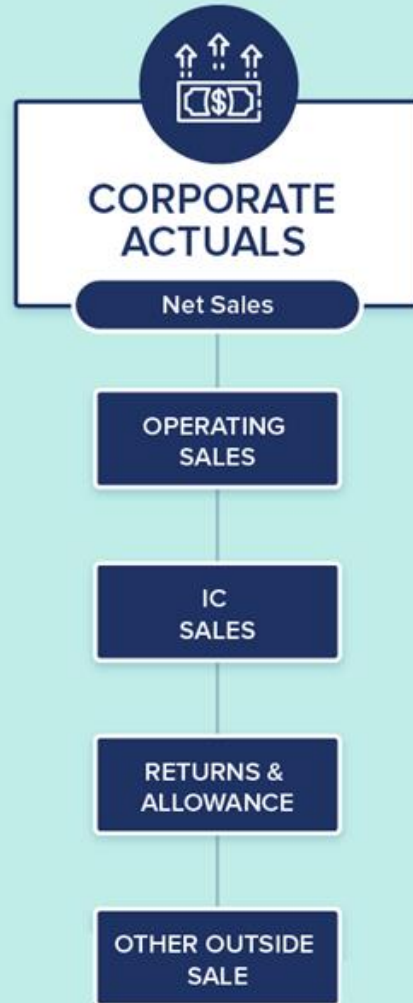 CORPORATE
ACTUALS
Net Sales
OPERATING
SALES
IC
SALES
RETURNS &
ALLOWANCE
OTHER OUTSIDE
SALE